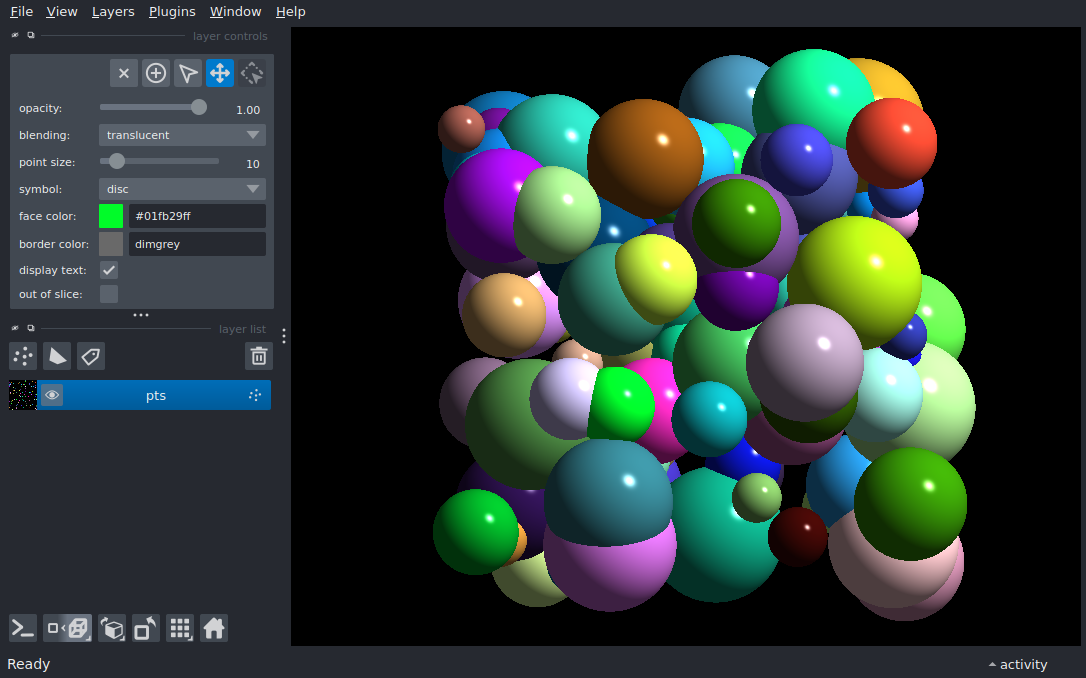 File View Layers Plugins Window Help
layer controls
opacity: 1.00
blending: translucent
point size: 10
symbol: disc
face color: #01fb29ff
border color: dimgrey
display text:
out of slice:
layer list
pts
Ready
activity